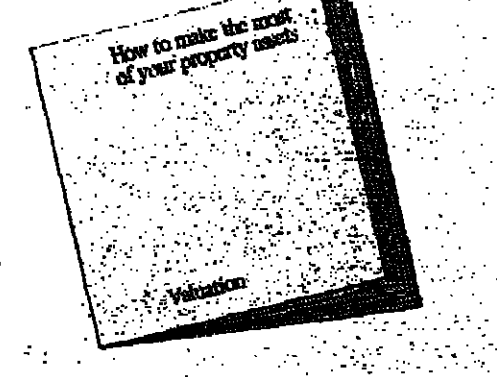 How to make the most
of your property assets
Valuation